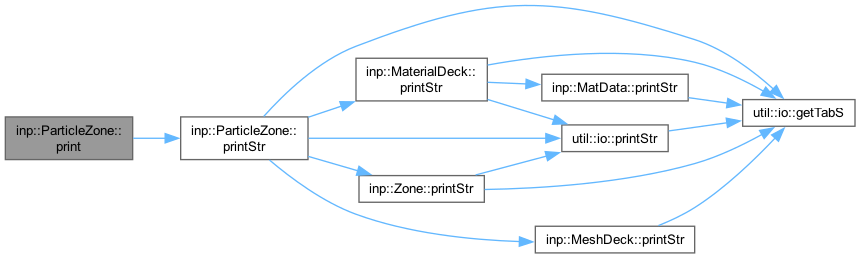 inp::ParticleZone::
print
inp::ParticleZone::
printStr
inp::MaterialDeck::
printStr
inp::MatData::printStr
util::io::getTabS
util::io::printStr
inp::Zone::printStr
inp::MeshDeck::printStr